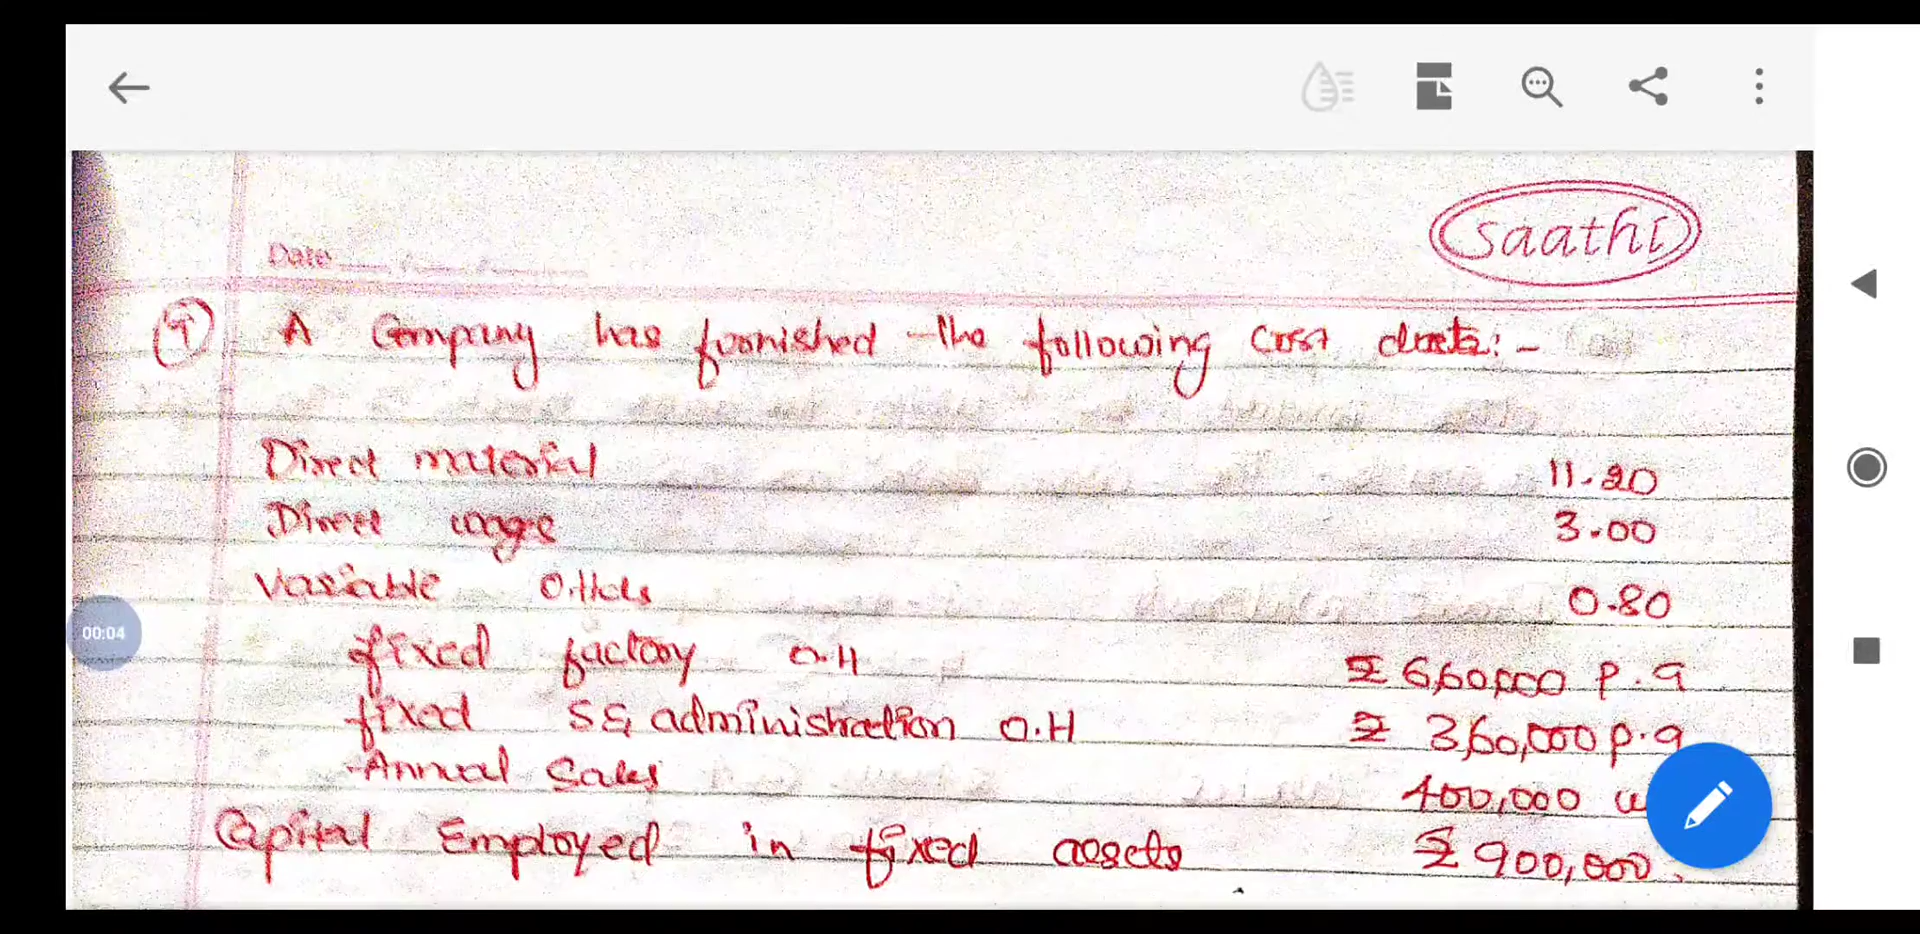 saathi
Date
A Company has furnished the following Cost data:-
Direct material 11.20
Direct wage 3.00
Variable O.Hds 0.80
fixed factory O.H ₹ 6,60,000 p.a
fixed S & administration O.H ₹ 3,60,000 p.a
Annual Sales 400,000 u
Capital Employed in fixed assets ₹ 900,000.
00:04